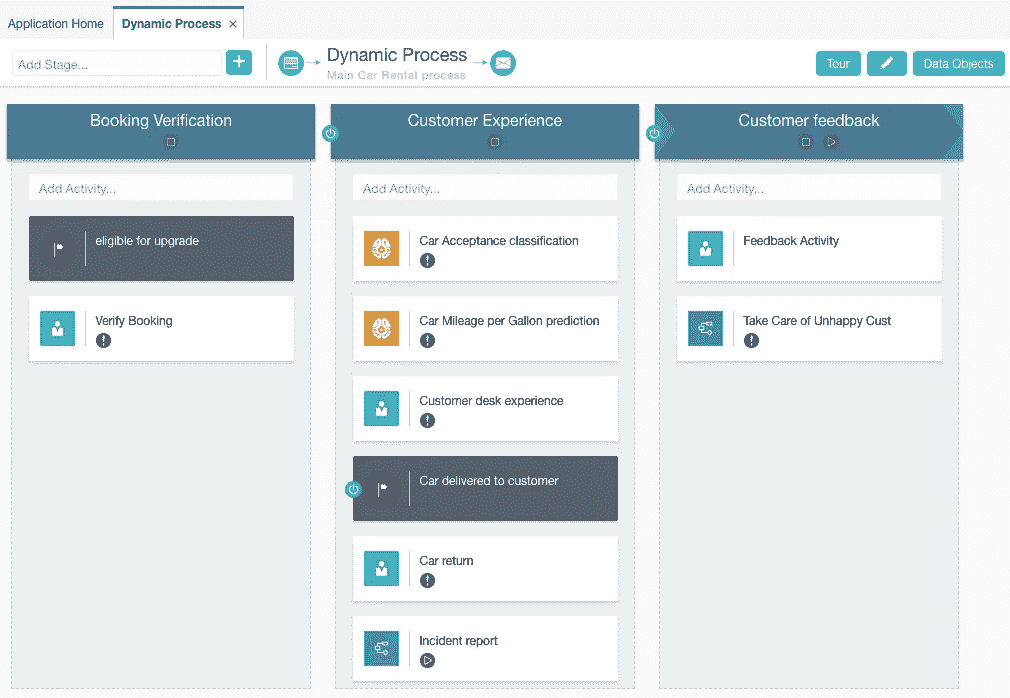 Application Home
Dynamic Process ×
Add Stage...
+
Dynamic Process
Main Car Rental process
Tour
Data Objects
Booking Verification
Customer Experience
Customer feedback
Add Activity...
Add Activity...
Add Activity...
eligible for upgrade
Verify Booking
Car Acceptance classification
Car Mileage per Gallon prediction
Customer desk experience
Car delivered to customer
Car return
Incident report
Feedback Activity
Take Care of Unhappy Cust